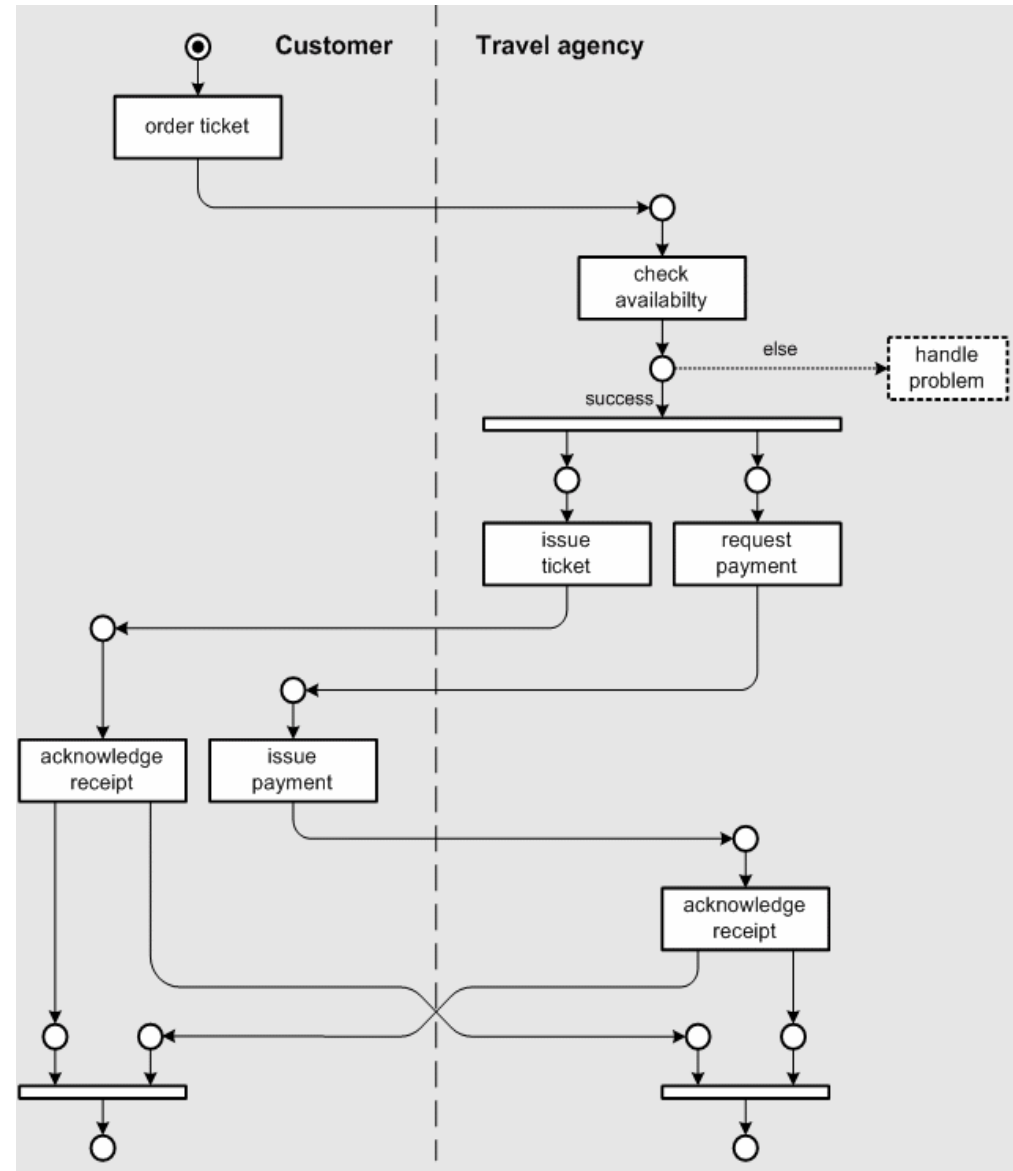 Customer
Travel agency
order ticket
check
availabilty
else
handle
problem
success
issue
ticket
request
payment
acknowledge
receipt
issue
payment
acknowledge
receipt